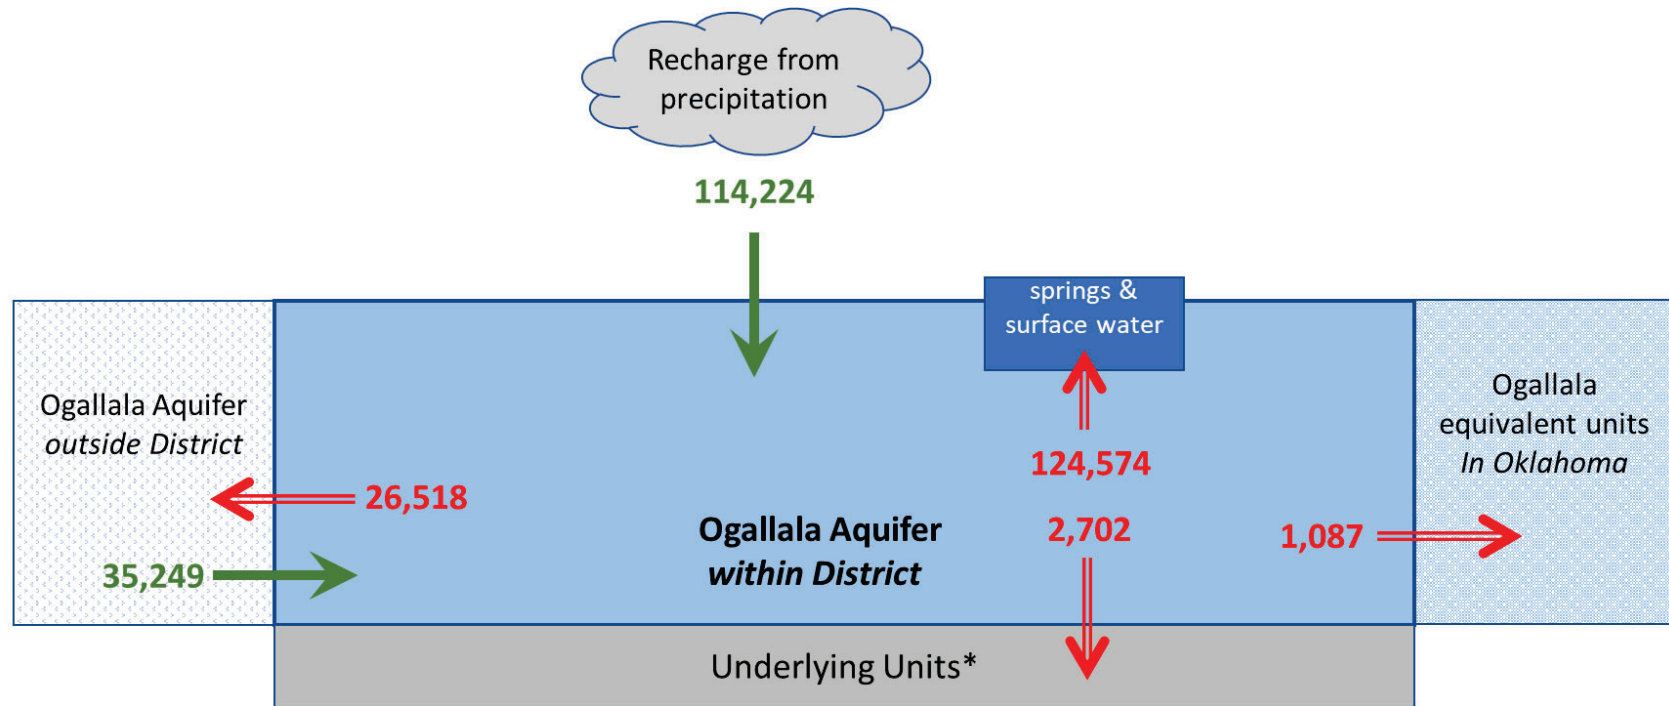 Recharge from
precipitation
114,224
springs &
surface water
Ogallala Aquifer
outside District
26,518
35,249
Ogallala Aquifer
within District
124,574
2,702
1,087
Ogallala
equivalent units
In Oklahoma
Underlying Units*